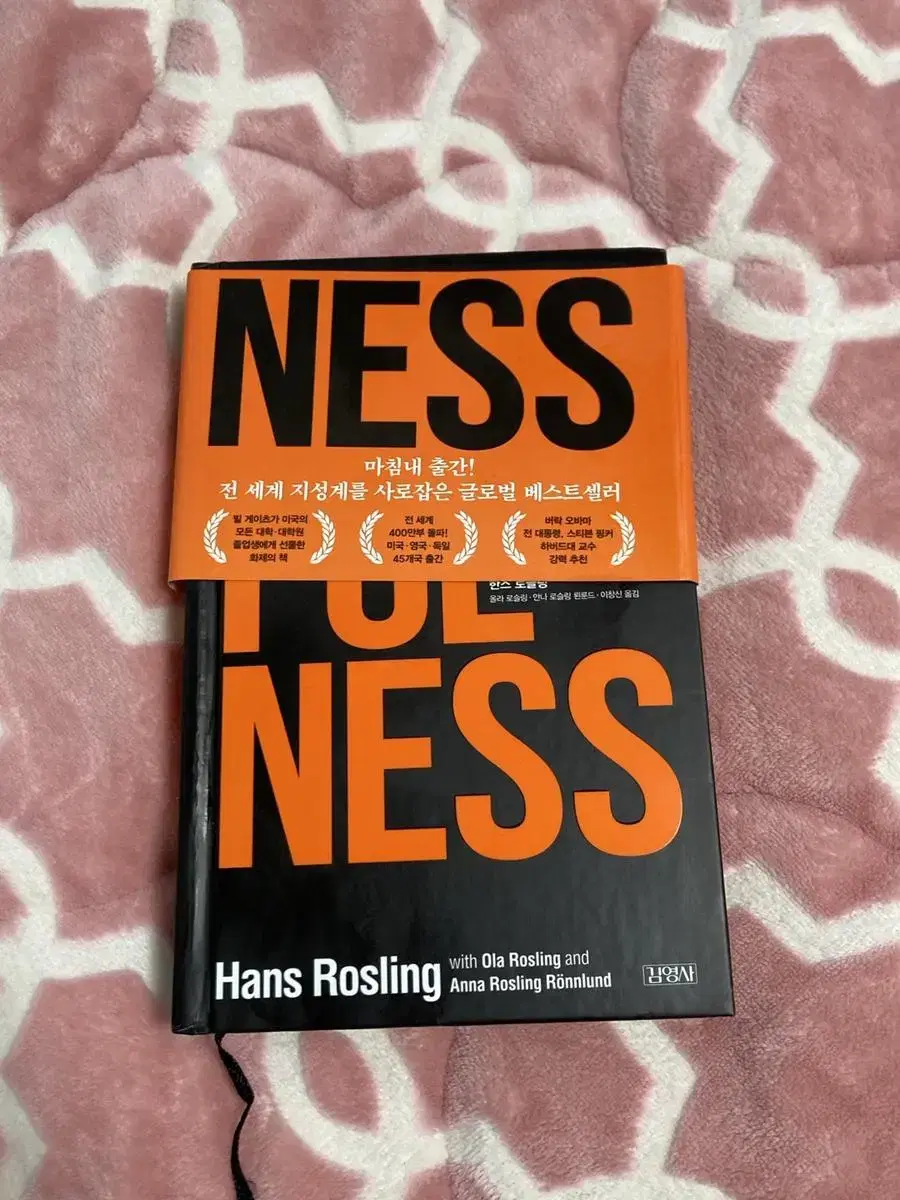 NESS
마침내 출간!
전 세계 지성계를 사로잡은 글로벌 베스트셀러
빌 게이츠가 미국의
모든 대학·대학원
졸업생에게 선물한
화제의 책
전 세계
400만부 돌파!
미국·영국·독일
45개국 출간
버락 오바마
전 대통령, 스티븐 핑커
하버드대 교수
강력 추천
한스 로슬링
올라 로슬링·안나 로슬링 뢴룬드·이창신 옮김
FUL
NESS
Hans Rosling
with Ola Rosling and
Anna Rosling Rönnlund
김영사